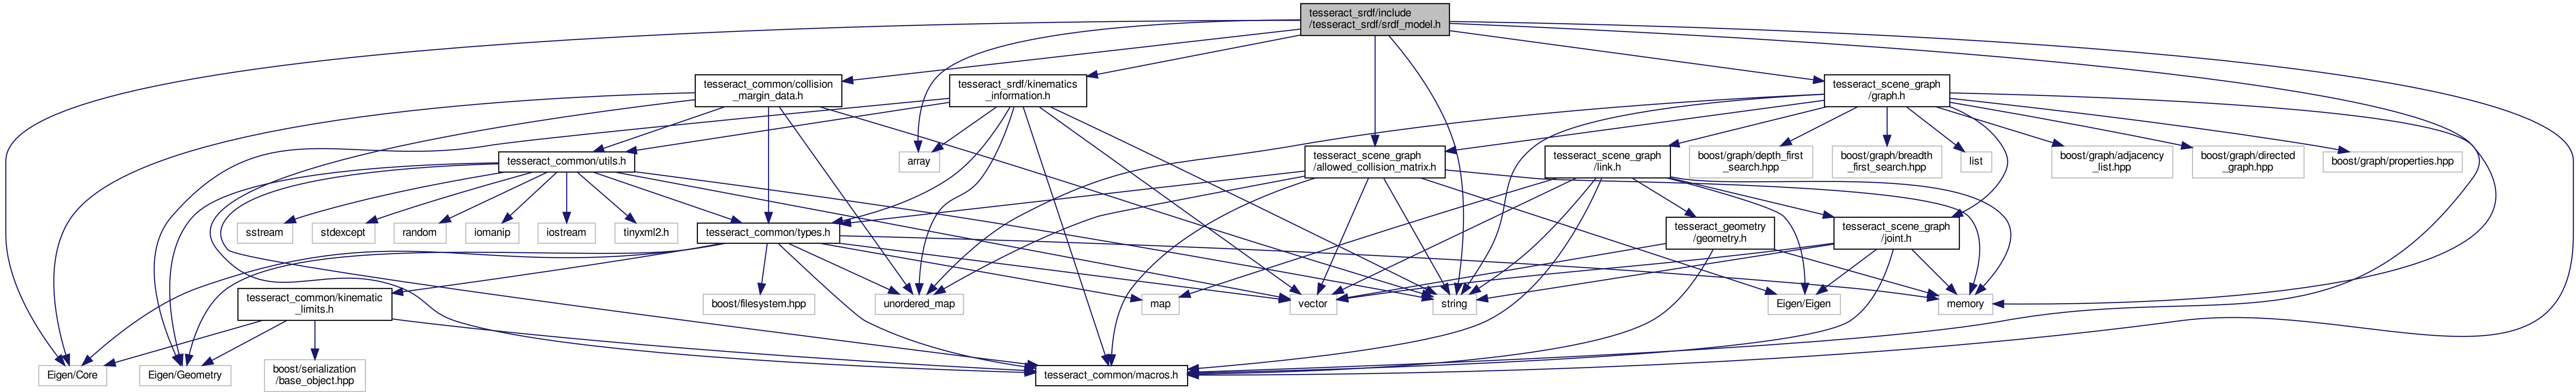 tesseract_srdf/include
/tesseract_srdf/srdf_model.h
tesseract_common/collision
_margin_data.h
tesseract_srdf/kinematics
_information.h
tesseract_scene_graph
/graph.h
tesseract_common/utils.h
array
tesseract_scene_graph
/allowed_collision_matrix.h
tesseract_scene_graph
/link.h
boost/graph/depth_first
_search.hpp
boost/graph/breadth
_first_search.hpp
list
boost/graph/adjacency
_list.hpp
boost/graph/directed
_graph.hpp
boost/graph/properties.hpp
sstream
stdexcept
random
iomanip
iostream
tinyxml2.h
tesseract_common/types.h
tesseract_geometry
/geometry.h
tesseract_scene_graph
/joint.h
tesseract_common/kinematic
_limits.h
boost/filesystem.hpp
unordered_map
map
vector
string
Eigen/Eigen
memory
Eigen/Core
Eigen/Geometry
boost/serialization
/base_object.hpp
tesseract_common/macros.h